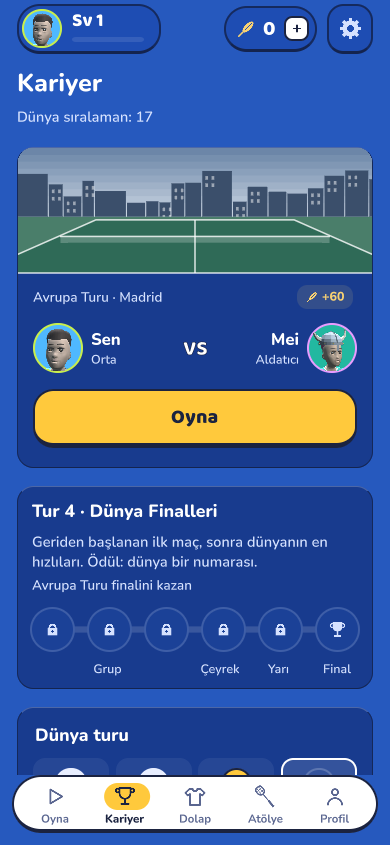 Sv 1
0
+
Kariyer
Dünya sıralaman: 17
Avrupa Turu · Madrid
+60
Sen
Orta
VS
Mei
Aldatıcı
Oyna
Tur 4 · Dünya Finalleri
Geriden başlanan ilk maç, sonra dünyanın en
hızlıları. Ödül: dünya bir numarası.
Avrupa Turu finalini kazan
Grup
Çeyrek
Yarı
Final
Dünya turu
Oyna
Kariyer
Dolap
Atölye
Profil